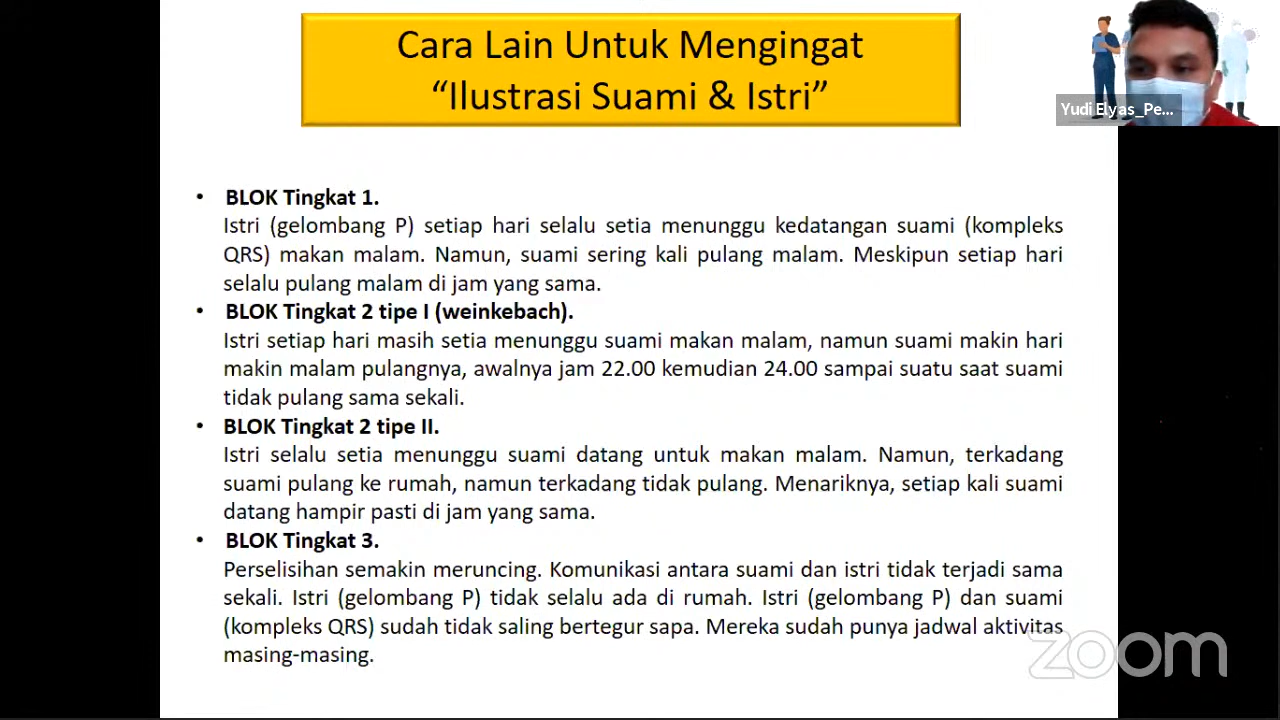 Cara Lain Untuk Mengingat
“Ilustrasi Suami & Istri”
Yudi Elyas_Pe...
• BLOK Tingkat 1.
Istri (gelombang P) setiap hari selalu setia menunggu kedatangan suami (kompleks
QRS) makan malam. Namun, suami sering kali pulang malam. Meskipun setiap hari
selalu pulang malam di jam yang sama.
• BLOK Tingkat 2 tipe I (weinkebach).
Istri setiap hari masih setia menunggu suami makan malam, namun suami makin hari
makin malam pulangnya, awalnya jam 22.00 kemudian 24.00 sampai suatu saat suami
tidak pulang sama sekali.
• BLOK Tingkat 2 tipe II.
Istri selalu setia menunggu suami datang untuk makan malam. Namun, terkadang
suami pulang ke rumah, namun terkadang tidak pulang. Menariknya, setiap kali suami
datang hampir pasti di jam yang sama.
• BLOK Tingkat 3.
Perselisihan semakin meruncing. Komunikasi antara suami dan istri tidak terjadi sama
sekali. Istri (gelombang P) tidak selalu ada di rumah. Istri (gelombang P) dan suami
(kompleks QRS) sudah tidak saling bertegur sapa. Mereka sudah punya jadwal aktivitas
masing-masing.
zoom